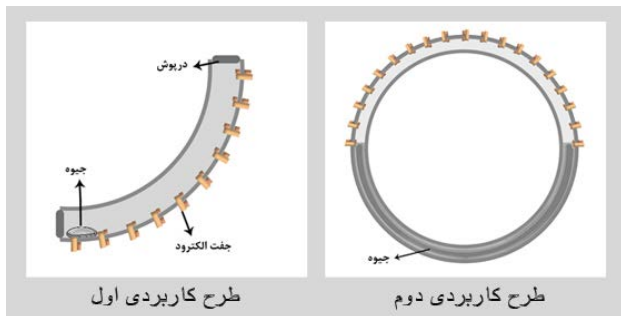 درپوش
جیوه
جفت الکترود
طرح کاربردی اول
جیوه
طرح کاربردی دوم